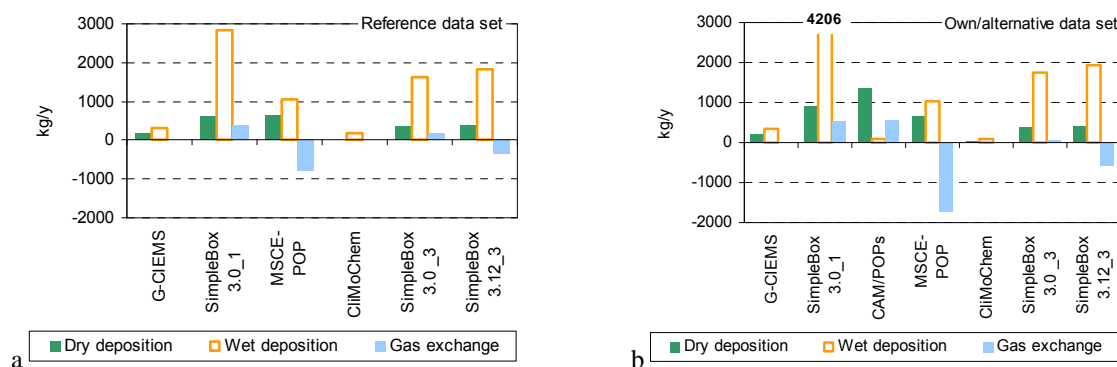 Reference data set
3000
2000
1000
0
-1000
-2000
kg/y
G-CIEMS
SimpleBox 3.0_1
MSCE-POP
CliMoChem
SimpleBox 3.0_3
SimpleBox 3.12_3
Dry deposition Wet deposition Gas exchange
a
4206
Own/alternative data set
3000
2000
1000
0
-1000
-2000
kg/y
G-CIEMS
SimpleBox 3.0_1
CAM/POPs
MSCE-POP
CliMoChem
SimpleBox 3.0_3
SimpleBox 3.12_3
Dry deposition Wet deposition Gas exchange
b